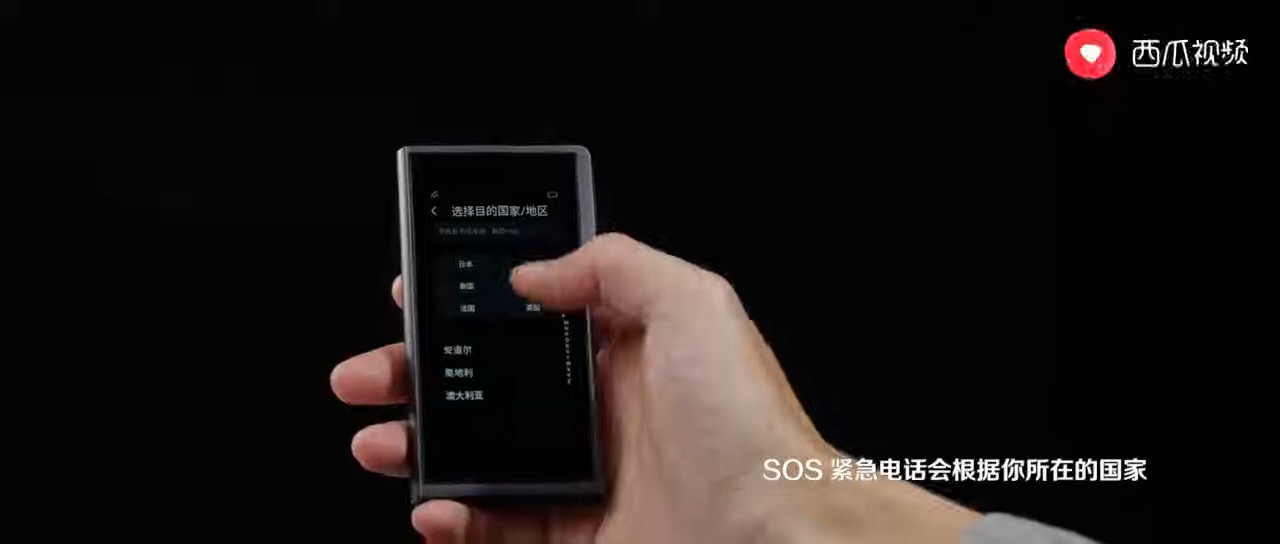 西瓜视频
选择目的国家/地区
日本
泰国
法国
英国
安道尔
奥地利
澳大利亚
SOS 紧急电话会根据你所在的国家